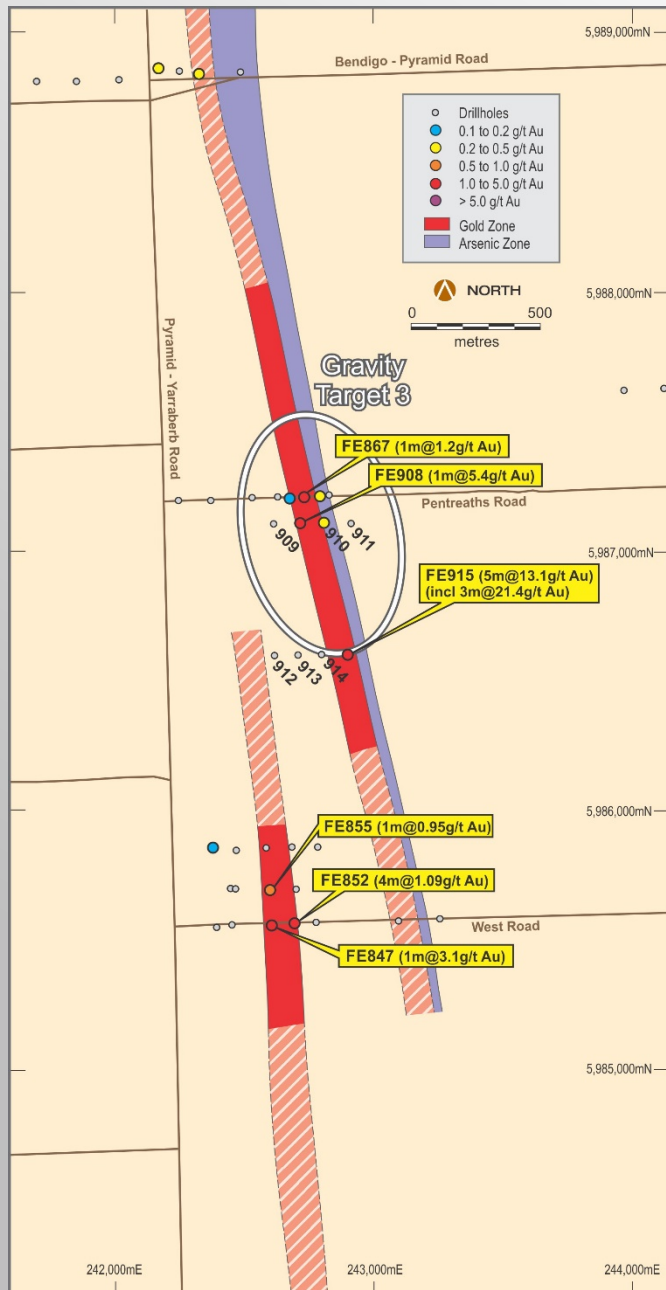 5,989,000mN
Bendigo - Pyramid Road
Drillholes
0.1 to 0.2 g/t Au
0.2 to 0.5 g/t Au
0.5 to 1.0 g/t Au
1.0 to 5.0 g/t Au
> 5.0 g/t Au
Gold Zone
Arsenic Zone
NORTH
0 500
metres
5,988,000mN
Pyramid - Yarraberb Road
Gravity
Target 3
FE867 (1m@1.2g/t Au)
FE908 (1m@5.4g/t Au)
Pentreaths Road
909
910
911
5,987,000mN
FE915 (5m@13.1g/t Au)
(incl 3m@21.4g/t Au)
912
913
914
5,986,000mN
FE855 (1m@0.95g/t Au)
FE852 (4m@1.09g/t Au)
West Road
FE847 (1m@3.1g/t Au)
5,985,000mN
242,000mE
243,000mE
244,000mE